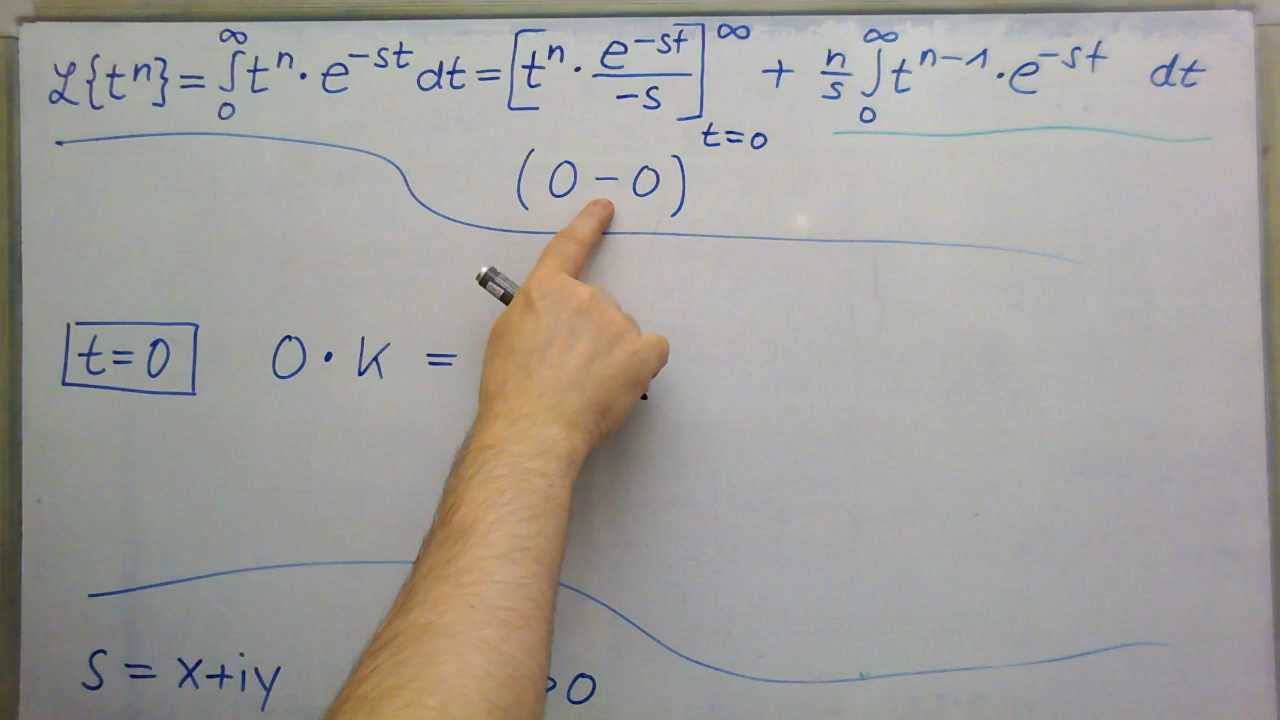 ℒ{tⁿ} = ∫₀^∞ tⁿ · e^{-st} dt = [tⁿ · e^{-st}/-s]_{t=0}^∞ + n/s ∫₀^∞ t^{n-1} · e^{-st} dt
(0 - 0)
t=0 0 · K =
s = x+iy >0